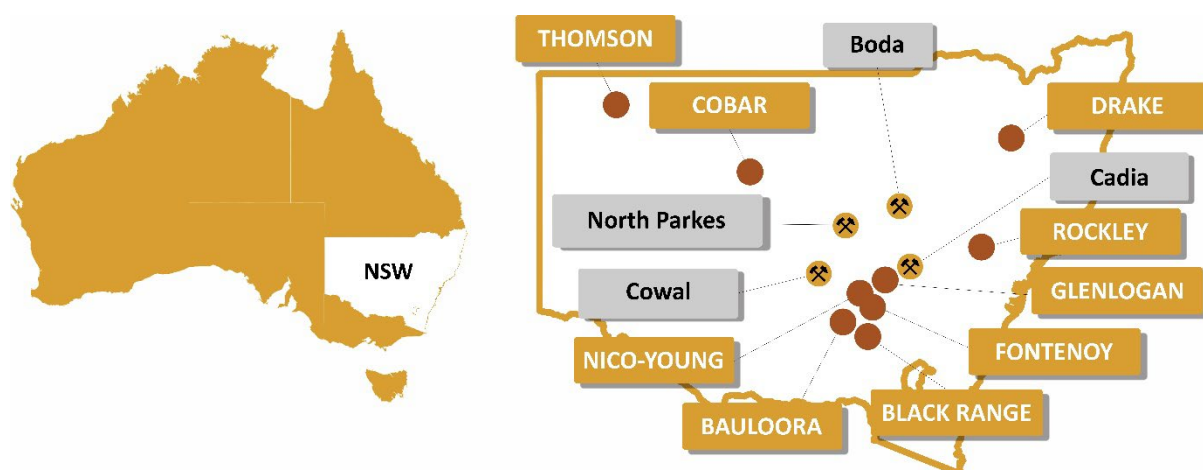 NSW
THOMSON
Boda
COBAR
DRAKE
Cadia
North Parkes
ROCKLEY
Cowal
GLENLOGAN
NICO-YOUNG
FONTENOY
BAULOORA
BLACK RANGE